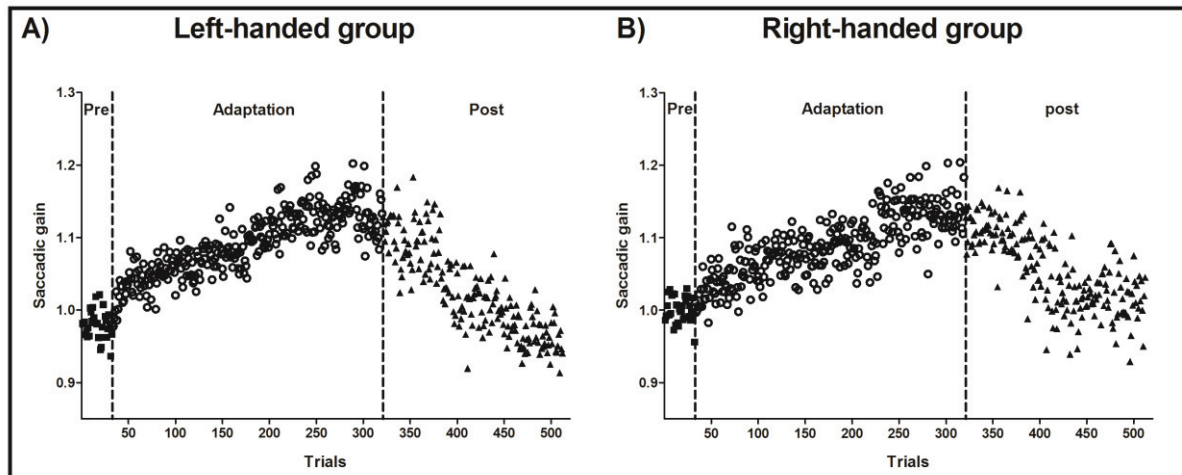 A) Left-handed group
B) Right-handed group
1.3
Pre Adaptation Post
1.2
1.1
1.0
0.9
Saccadic gain
50 100 150 200 250 300 350 400 450 500
Trials
1.3
Pre Adaptation post
1.2
1.1
1.0
0.9
Saccadic gain
50 100 150 200 250 300 350 400 450 500
Trials